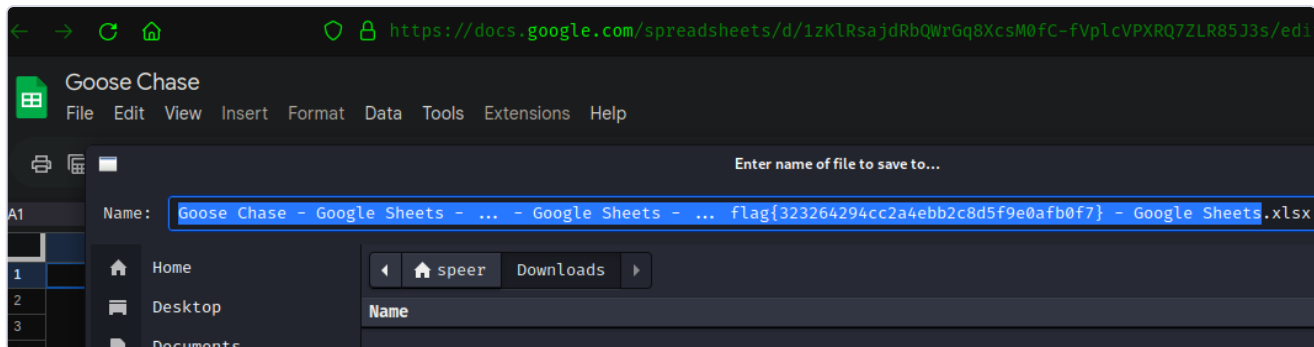 https://docs.google.com/spreadsheets/d/1zKlRsajdRbQWrGq8XcsM0fC-fVplcVPXRQ7ZLR85J3s/edi
Goose Chase
File Edit View Insert Format Data Tools Extensions Help
Enter name of file to save to...
A1
Name: Goose Chase - Google Sheets - ... - Google Sheets - ... flag{323264294cc2a4ebb2c8d5f9e0afb0f7} - Google Sheets.xlsx
Home
speer Downloads
1
Desktop
2
Name
3
Documents